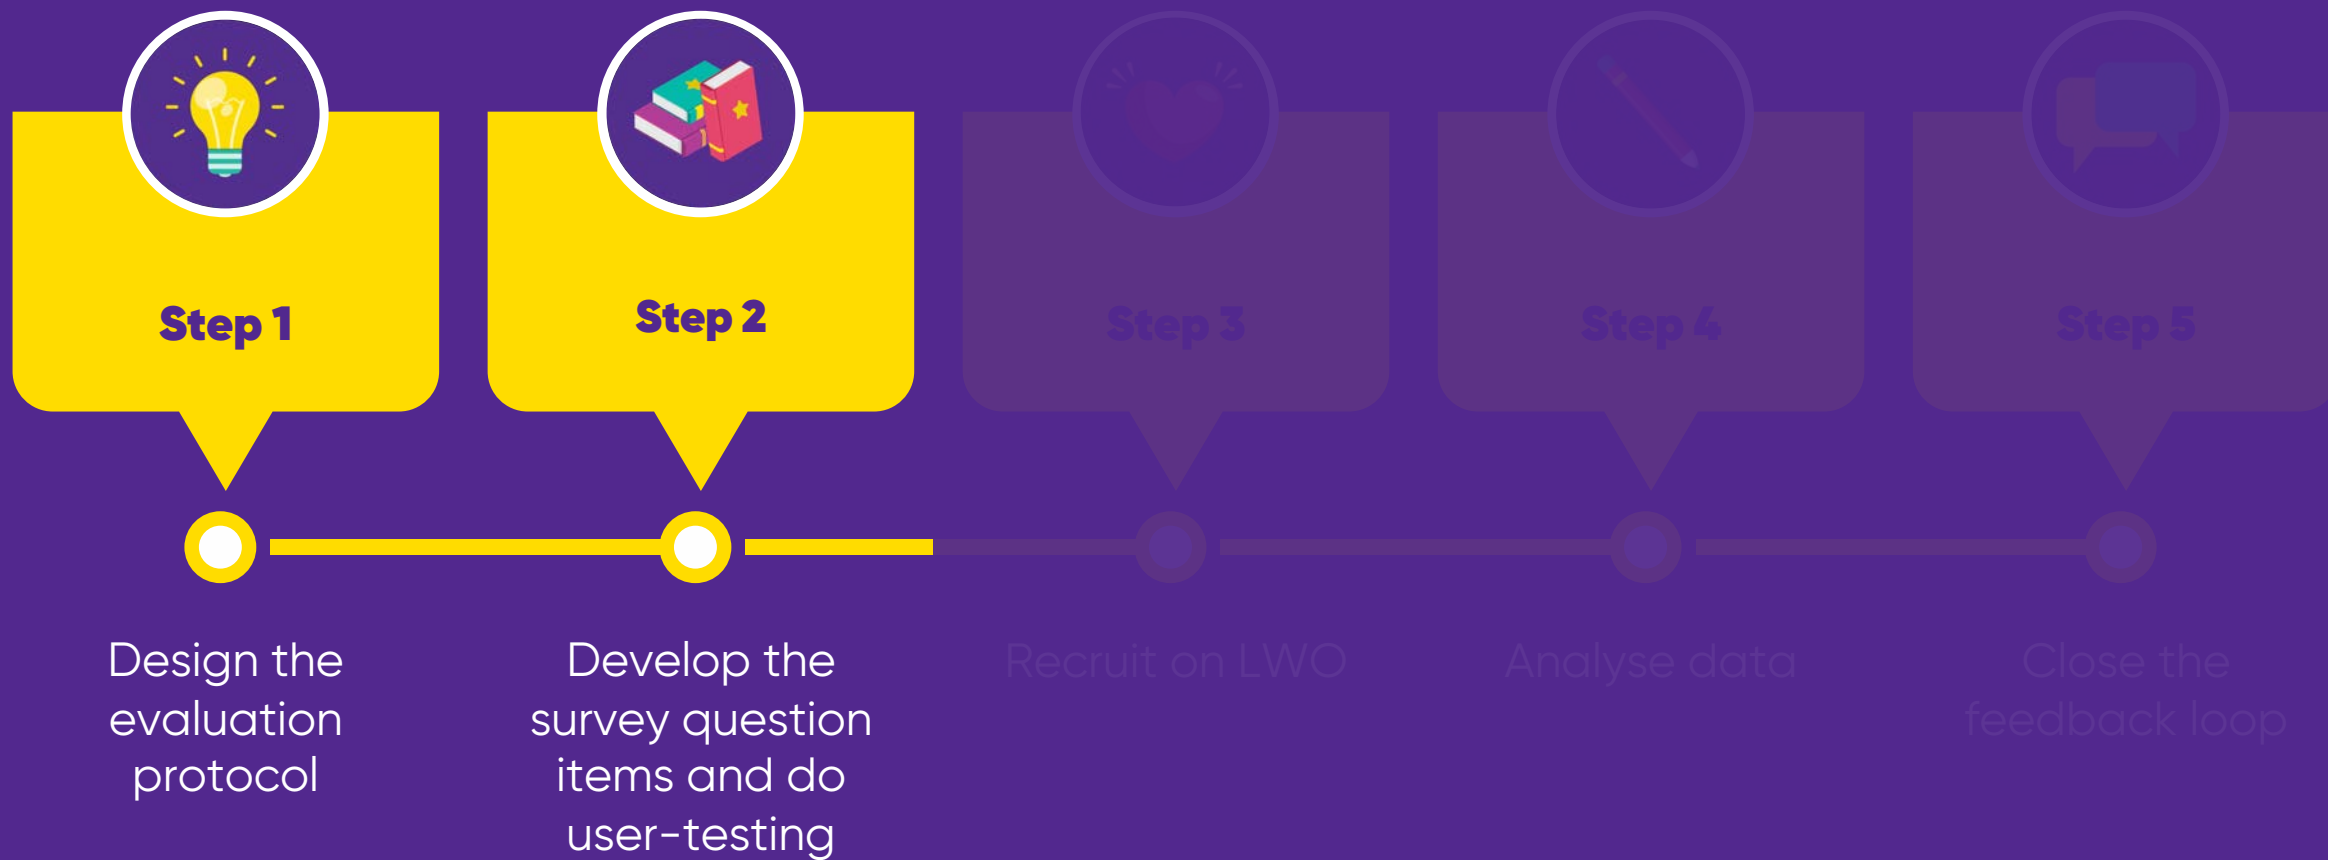 Step 1
Step 2
Step 3
Step 4
Step 5
Design the
evaluation
protocol
Develop the
survey question
items and do
user-testing
Recruit on LWO
Analyse data
Close the
feedback loop